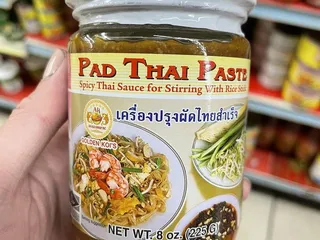 PAD THAI PASTE
Spicy Thai Sauce for Stirring With Rice Stick
เครื่องปรุงผัดไทยสำเร็จ
GOLDEN KOI'S
NET WT. 8 oz. (225 G)